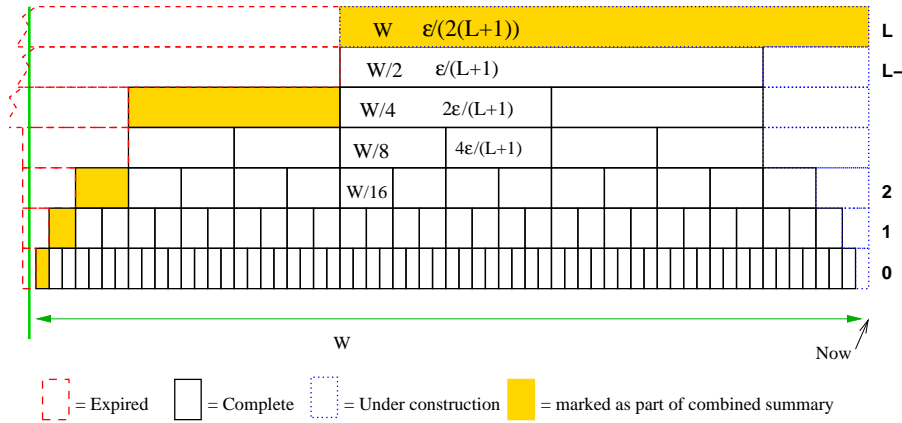 W ε/(2(L+1)) L
W/2 ε/(L+1) L−
W/4 2ε/(L+1)
W/8 4ε/(L+1)
W/16 2
1
0
W
Now
= Expired = Complete = Under construction = marked as part of combined summary